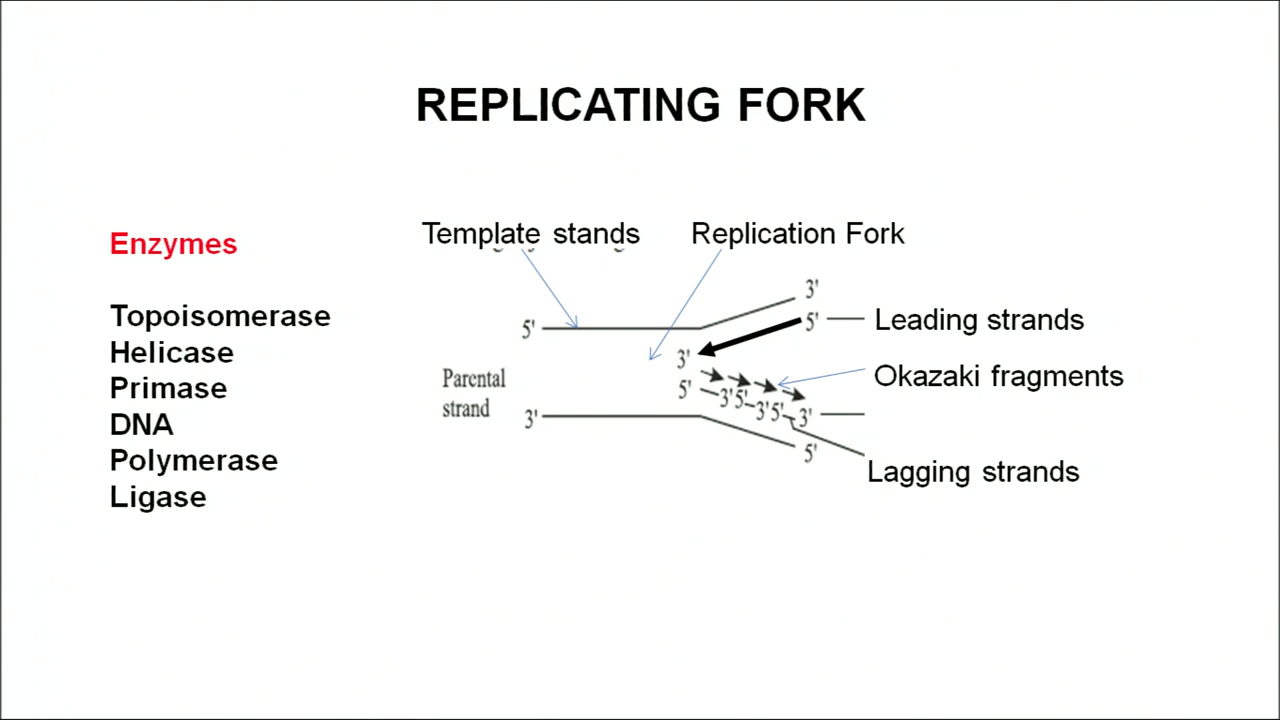 REPLICATING FORK
Enzymes
Topoisomerase
Helicase
Primase
DNA
Polymerase
Ligase
Template stands
Replication Fork
3'
5'
5'
Leading strands
3'
Parental
strand
5'
Okazaki fragments
3'5'
3'5'
3'
3'
5'
Lagging strands